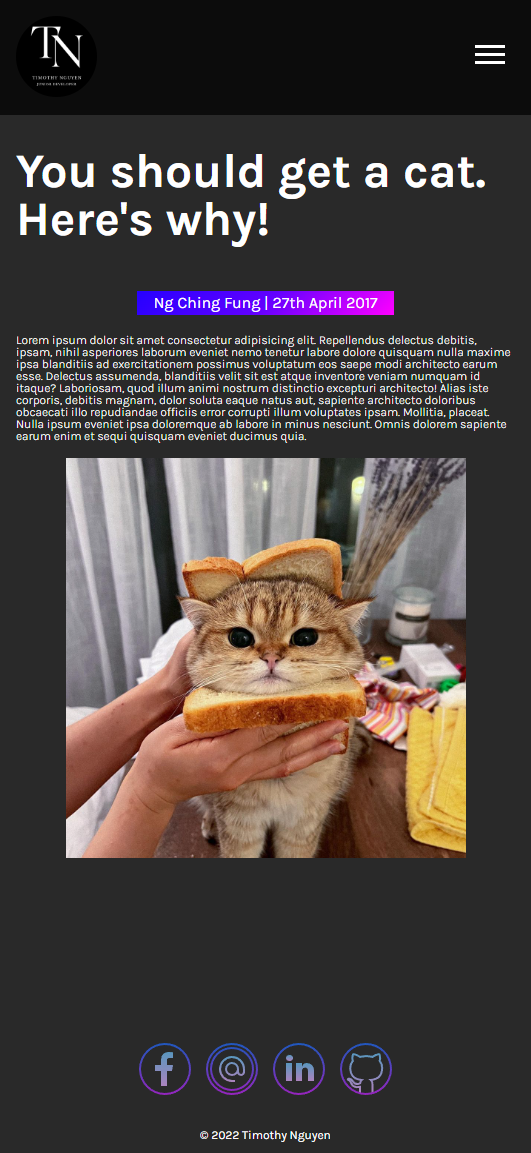 TN
TIMOTHY NGUYEN
JUNIOR DEVELOPER
You should get a cat.
Here's why!
Ng Ching Fung | 27th April 2017
Lorem ipsum dolor sit amet consectetur adipisicing elit. Repellendus delectus debitis,
ipsam, nihil asperiores laborum eveniet nemo tenetur labore dolore quisquam nulla maxime
ipsa blanditiis ad exercitationem possimus voluptatum eos saepe modi architecto earum
esse. Delectus assumenda, blanditiis velit sit est atque inventore veniam numquam id
itaque? Laboriosam, quod illum animi nostrum distinctio excepturi architecto! Alias iste
corporis, debitis magnam, dolor soluta eaque natus aut, sapiente architecto doloribus
obcaecati illo repudiandae officiis error corrupti illum voluptates ipsam. Mollitia, placeat.
Nulla ipsum eveniet ipsa doloremque ab labore in minus nesciunt. Omnis dolorem sapiente
earum enim et sequi quisquam eveniet ducimus quia.
f @ in
© 2022 Timothy Nguyen